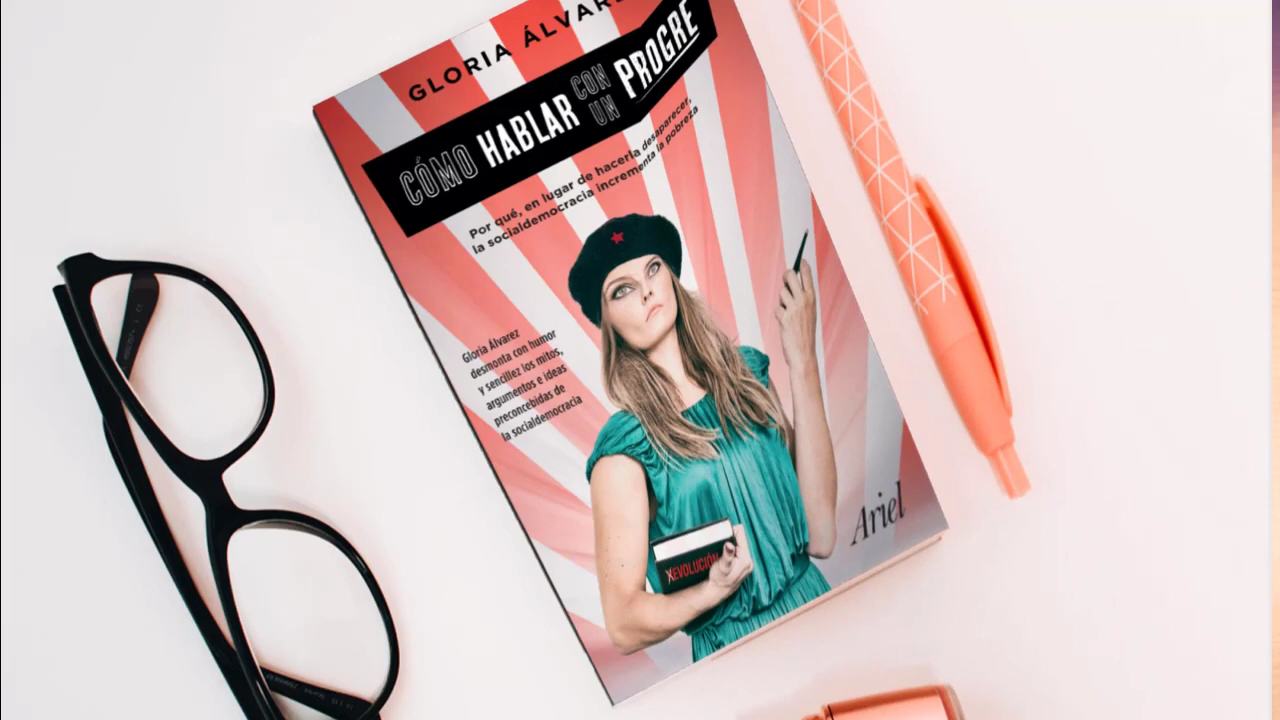 GLORIA ÁLVARE
CÓMO HABLAR CON UN PROGRE
Por qué, en lugar de hacerla desaparecer,
la socialdemocracia incrementa la pobreza
Gloria Álvarez
desmonta con humor
y sencillez los mitos,
argumentos e ideas
preconcebidas de
la socialdemocracia
XEVOLUCIÓN
Ariel